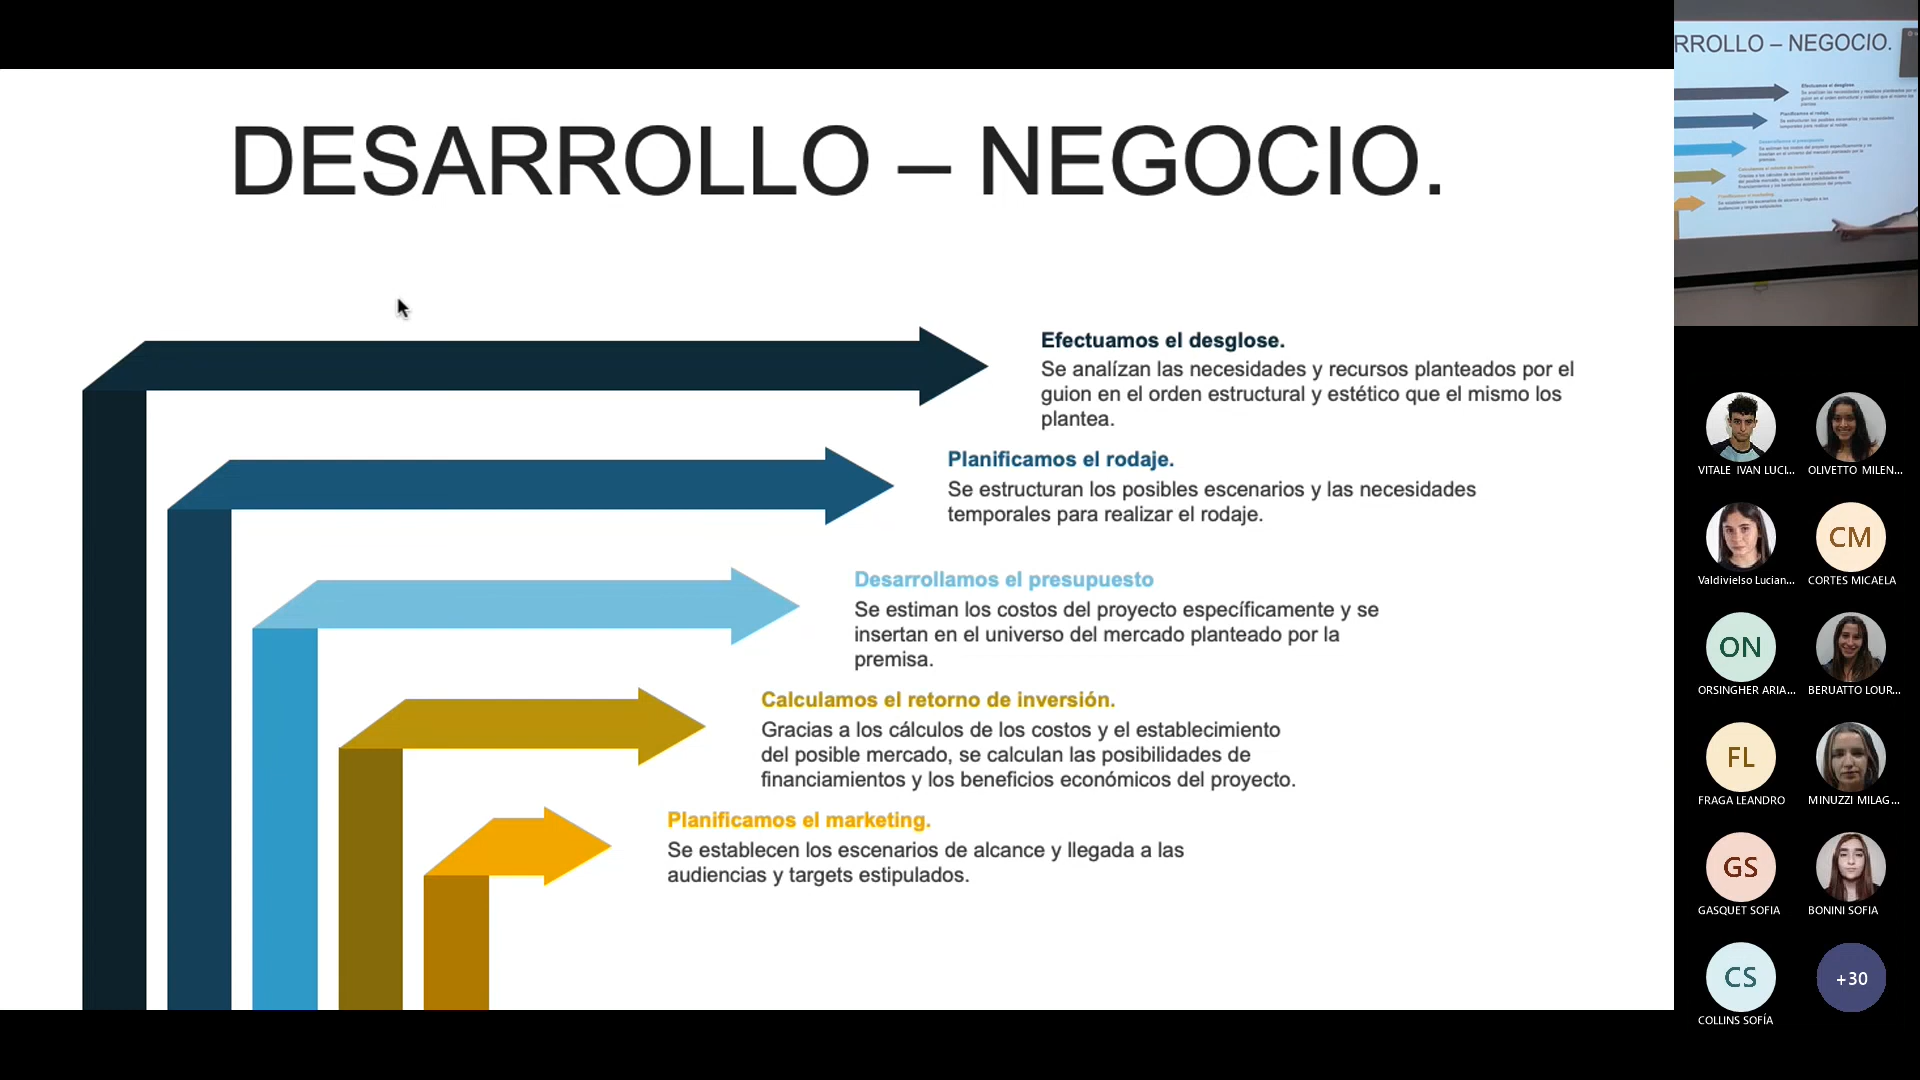 DESARROLLO – NEGOCIO.
Efectuamos el desglose.
Se analízan las necesidades y recursos planteados por el
guion en el orden estructural y estético que el mismo los
plantea.
Planificamos el rodaje.
Se estructuran los posibles escenarios y las necesidades
temporales para realizar el rodaje.
Desarrollamos el presupuesto
Se estiman los costos del proyecto específicamente y se
insertan en el universo del mercado planteado por la
premisa.
Calculamos el retorno de inversión.
Gracias a los cálculos de los costos y el establecimiento
del posible mercado, se calculan las posibilidades de
financiamientos y los beneficios económicos del proyecto.
Planificamos el marketing.
Se establecen los escenarios de alcance y llegada a las
audiencias y targets estipulados.
RROLLO – NEGOCIO.
VITALE IVAN LUCI...
OLIVETTO MILEN...
Valdivielso Lucian...
CM
CORTES MICAELA
ON
ORSINGHER ARIA...
BERUATTO LOUR...
FL
FRAGA LEANDRO
MINUZZI MILAG...
GS
GASQUET SOFIA
BONINI SOFIA
CS
COLLINS SOFÍA
+30